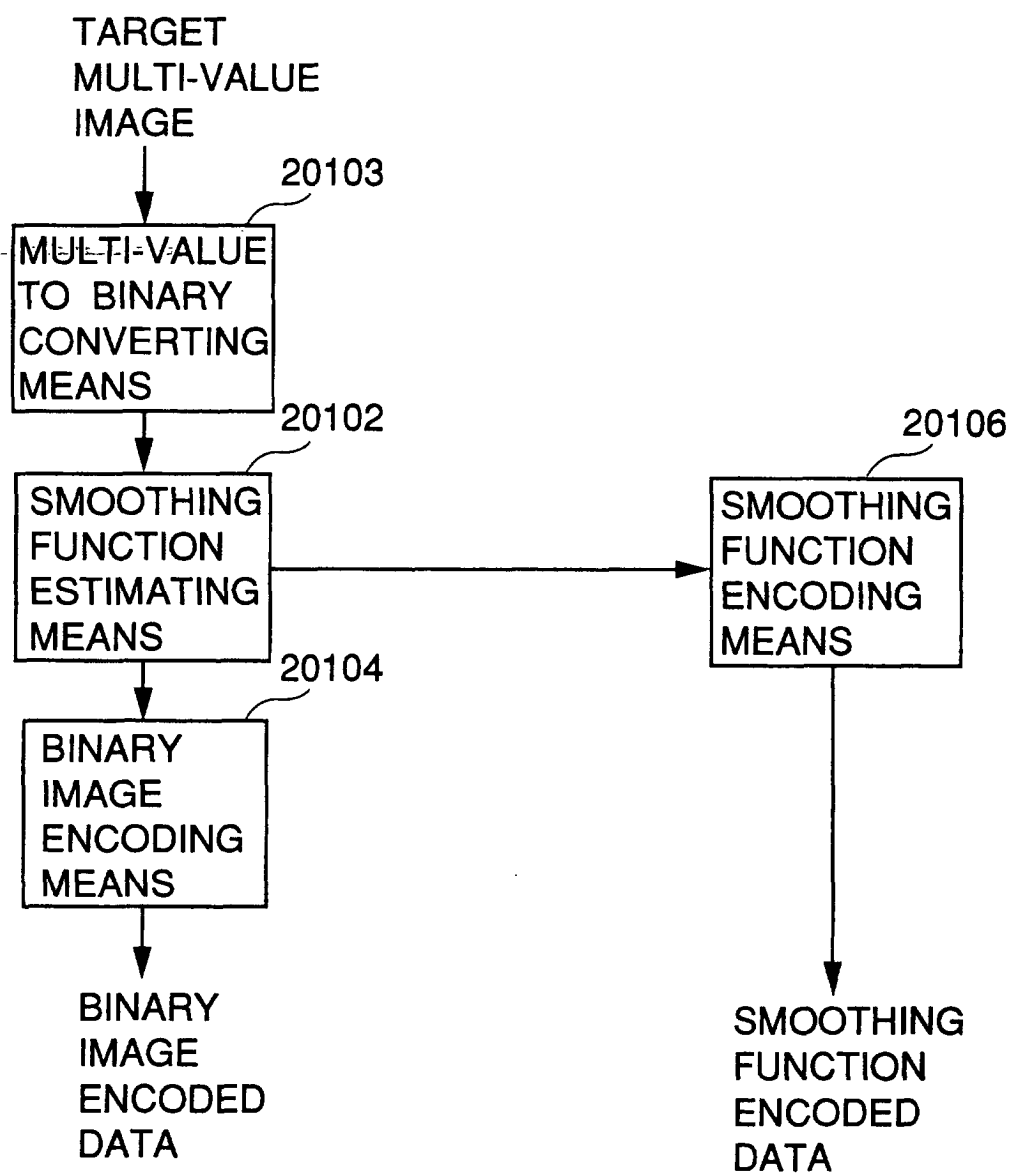 TARGET
MULTI-VALUE
IMAGE
20103
MULTI-VALUE
TO BINARY
CONVERTING
MEANS
20102
SMOOTHING
FUNCTION
ESTIMATING
MEANS
20106
SMOOTHING
FUNCTION
ENCODING
MEANS
20104
BINARY
IMAGE
ENCODING
MEANS
BINARY
IMAGE
ENCODED
DATA
SMOOTHING
FUNCTION
ENCODED
DATA